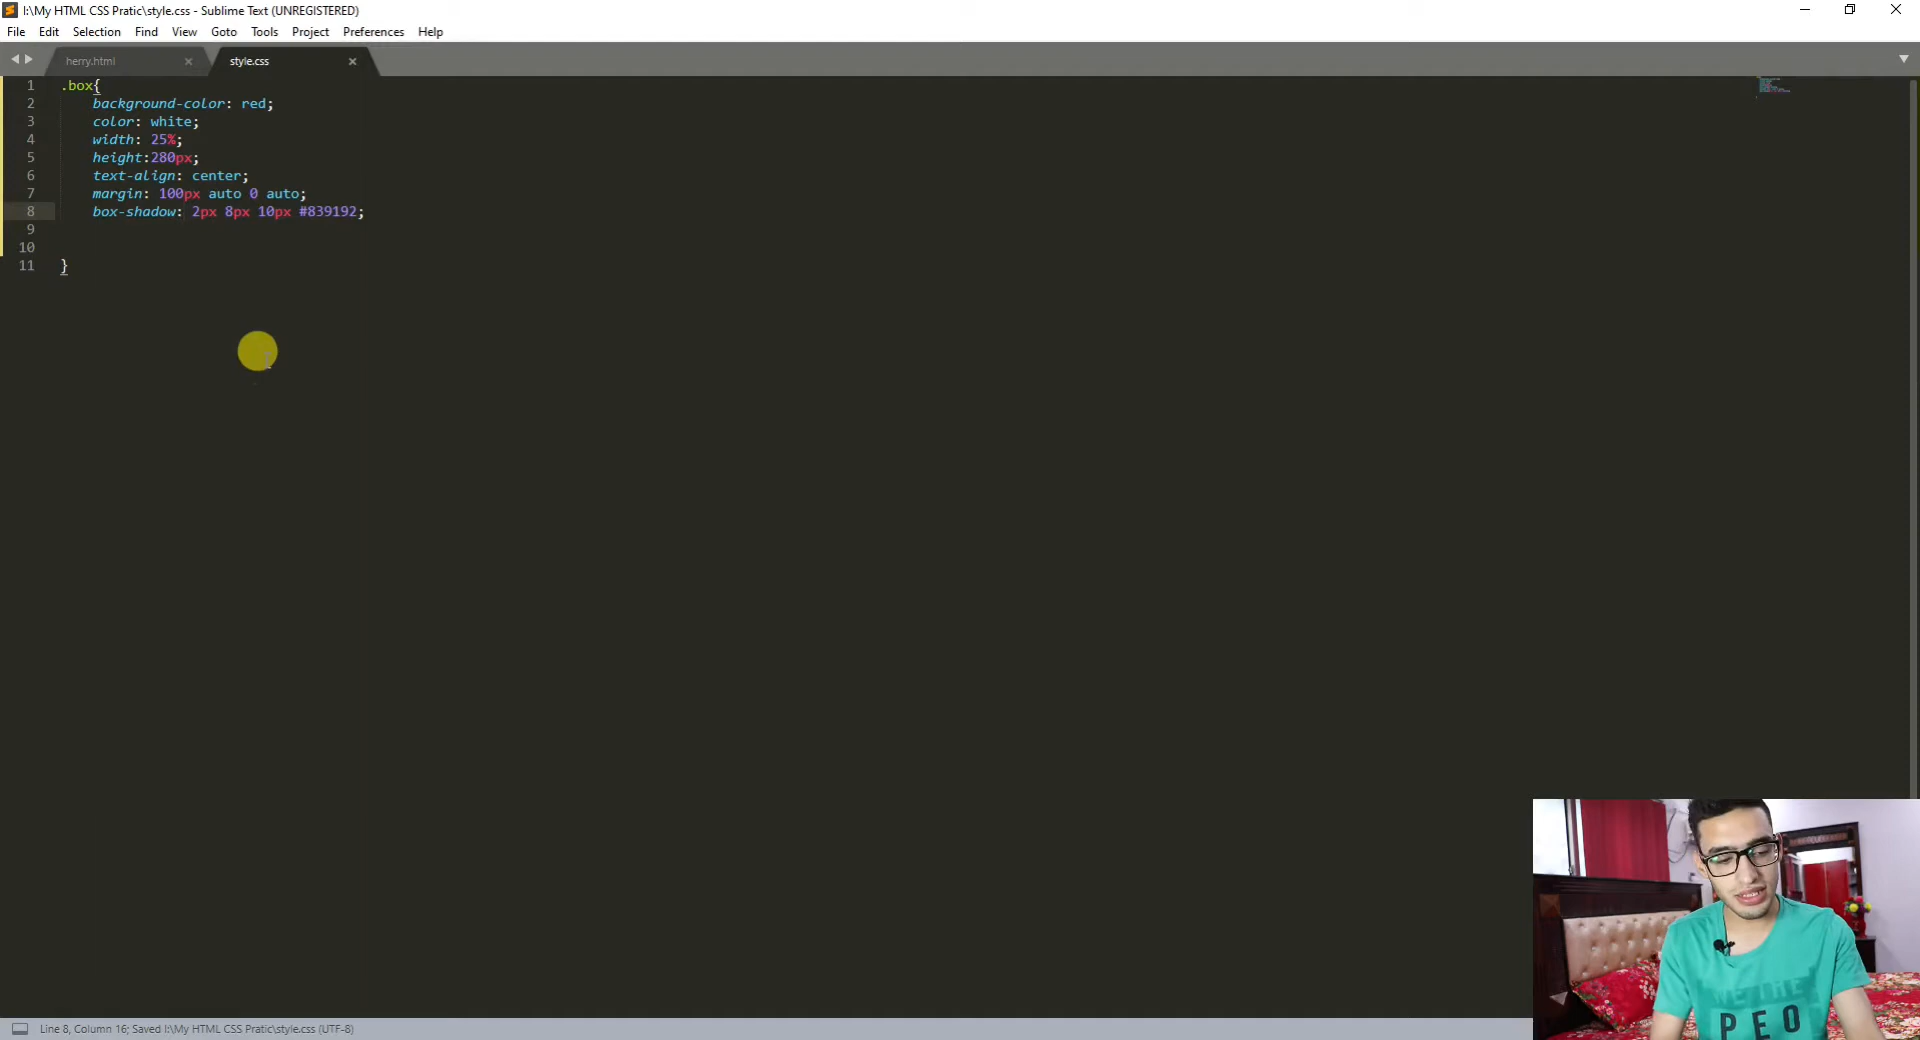 I:\My HTML CSS Pratic\style.css - Sublime Text (UNREGISTERED)
File Edit Selection Find View Goto Tools Project Preferences Help
herry.html style.css
1 .box{
2 background-color: red;
3 color: white;
4 width: 25%;
5 height:280px;
6 text-align: center;
7 margin: 100px auto 0 auto;
8 box-shadow: 2px 8px 10px #839192;
9
10
11 }
WE ARE
PEO
Line 8, Column 16; Saved I:\My HTML CSS Pratic\style.css (UTF-8)